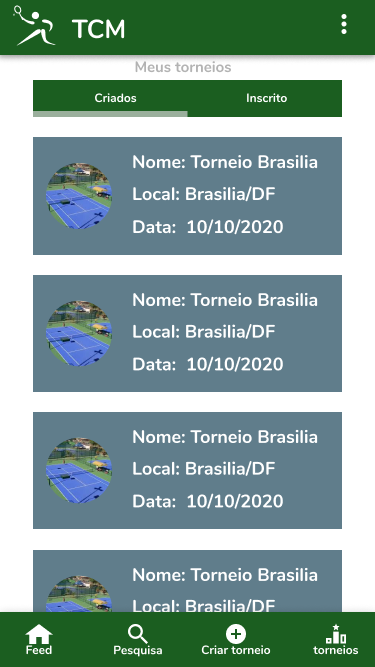 TCM
Meus torneios
Criados Inscrito
Nome: Torneio Brasilia
Local: Brasilia/DF
Data: 10/10/2020
Nome: Torneio Brasilia
Local: Brasilia/DF
Data: 10/10/2020
Nome: Torneio Brasilia
Local: Brasilia/DF
Data: 10/10/2020
Nome: Torneio Brasilia
Local: Brasilia/DF
Feed Pesquisa Criar torneio torneios